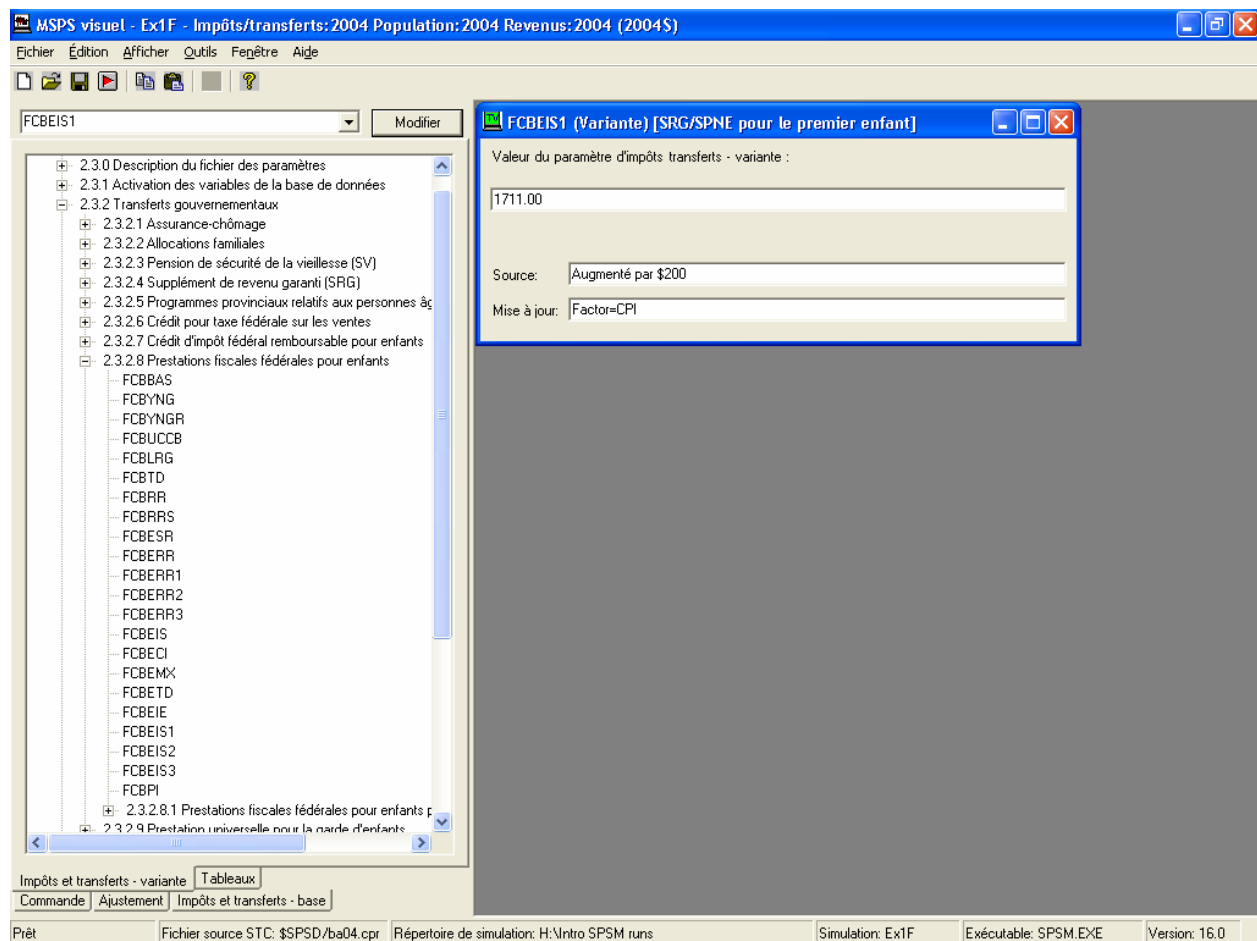 MSPS visuel - Ex1F - Impôts/transferts:2004 Population:2004 Revenus:2004 (2004$)
Fichier Édition Afficher Outils Fenêtre Aide
FCBEIS1 Modifier
2.3.0 Description du fichier des paramètres
2.3.1 Activation des variables de la base de données
2.3.2 Transferts gouvernementaux
2.3.2.1 Assurance-chômage
2.3.2.2 Allocations familiales
2.3.2.3 Pension de sécurité de la vieillesse (SV)
2.3.2.4 Supplément de revenu garanti (SRG)
2.3.2.5 Programmes provinciaux relatifs aux personnes âg
2.3.2.6 Crédit pour taxe fédérale sur les ventes
2.3.2.7 Crédit d'impôt fédéral remboursable pour enfants
2.3.2.8 Prestations fiscales fédérales pour enfants
FCBBAS
FCBYNG
FCBYNGR
FCBUCCB
FCBLRG
FCBTD
FCBRR
FCBRRS
FCBESR
FCBERR
FCBERR1
FCBERR2
FCBERR3
FCBEIS
FCBECI
FCBEMX
FCBETD
FCBEIE
FCBEIS1
FCBEIS2
FCBEIS3
FCBPI
2.3.2.8.1 Prestations fiscales fédérales pour enfants p
2.3.2.9 Prestation universelle pour la garde d'enfants
Impôts et transferts - variante Tableaux
Commande Ajustement Impôts et transferts - base
FCBEIS1 (Variante) [SRG/SPNE pour le premier enfant]
Valeur du paramètre d'impôts transferts - variante :
1711.00
Source: Augmenté par $200
Mise à jour: Factor=CPI
Prêt Fichier source STC: $SPSD/ba04.cpr Répertoire de simulation: H:\Intro SPSM runs Simulation: Ex1F Exécutable: SPSM.EXE Version: 16.0